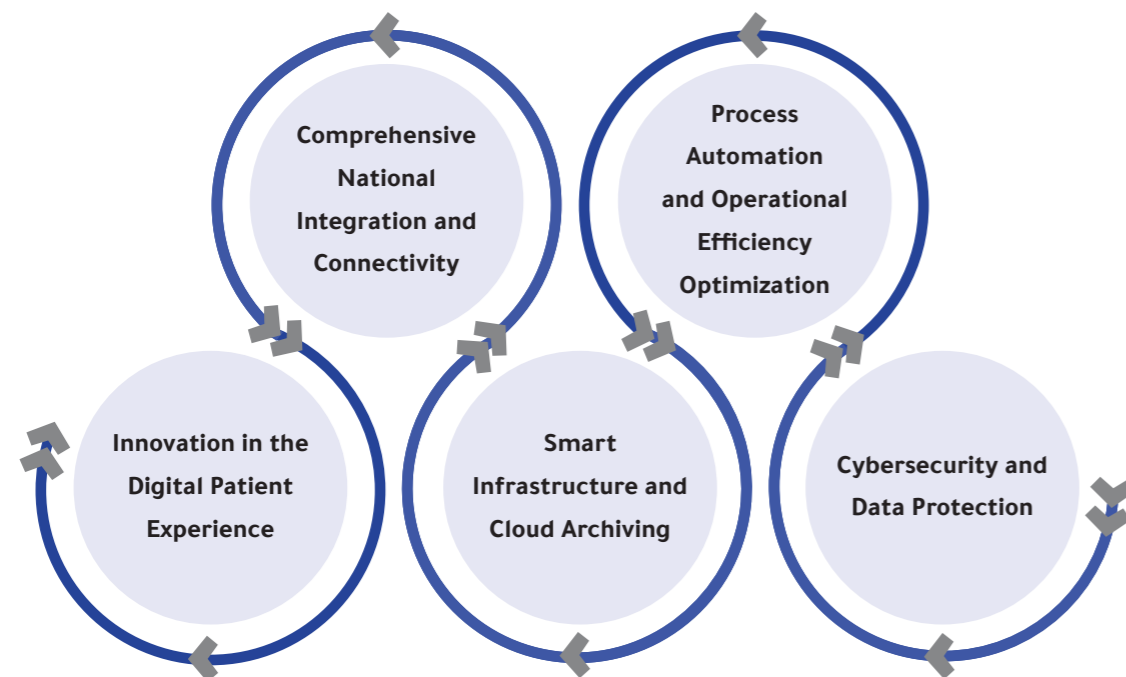 Comprehensive
National
Integration and
Connectivity
Process
Automation
and Operational
Efficiency
Optimization
Innovation in the
Digital Patient
Experience
Smart
Infrastructure and
Cloud Archiving
Cybersecurity and
Data Protection